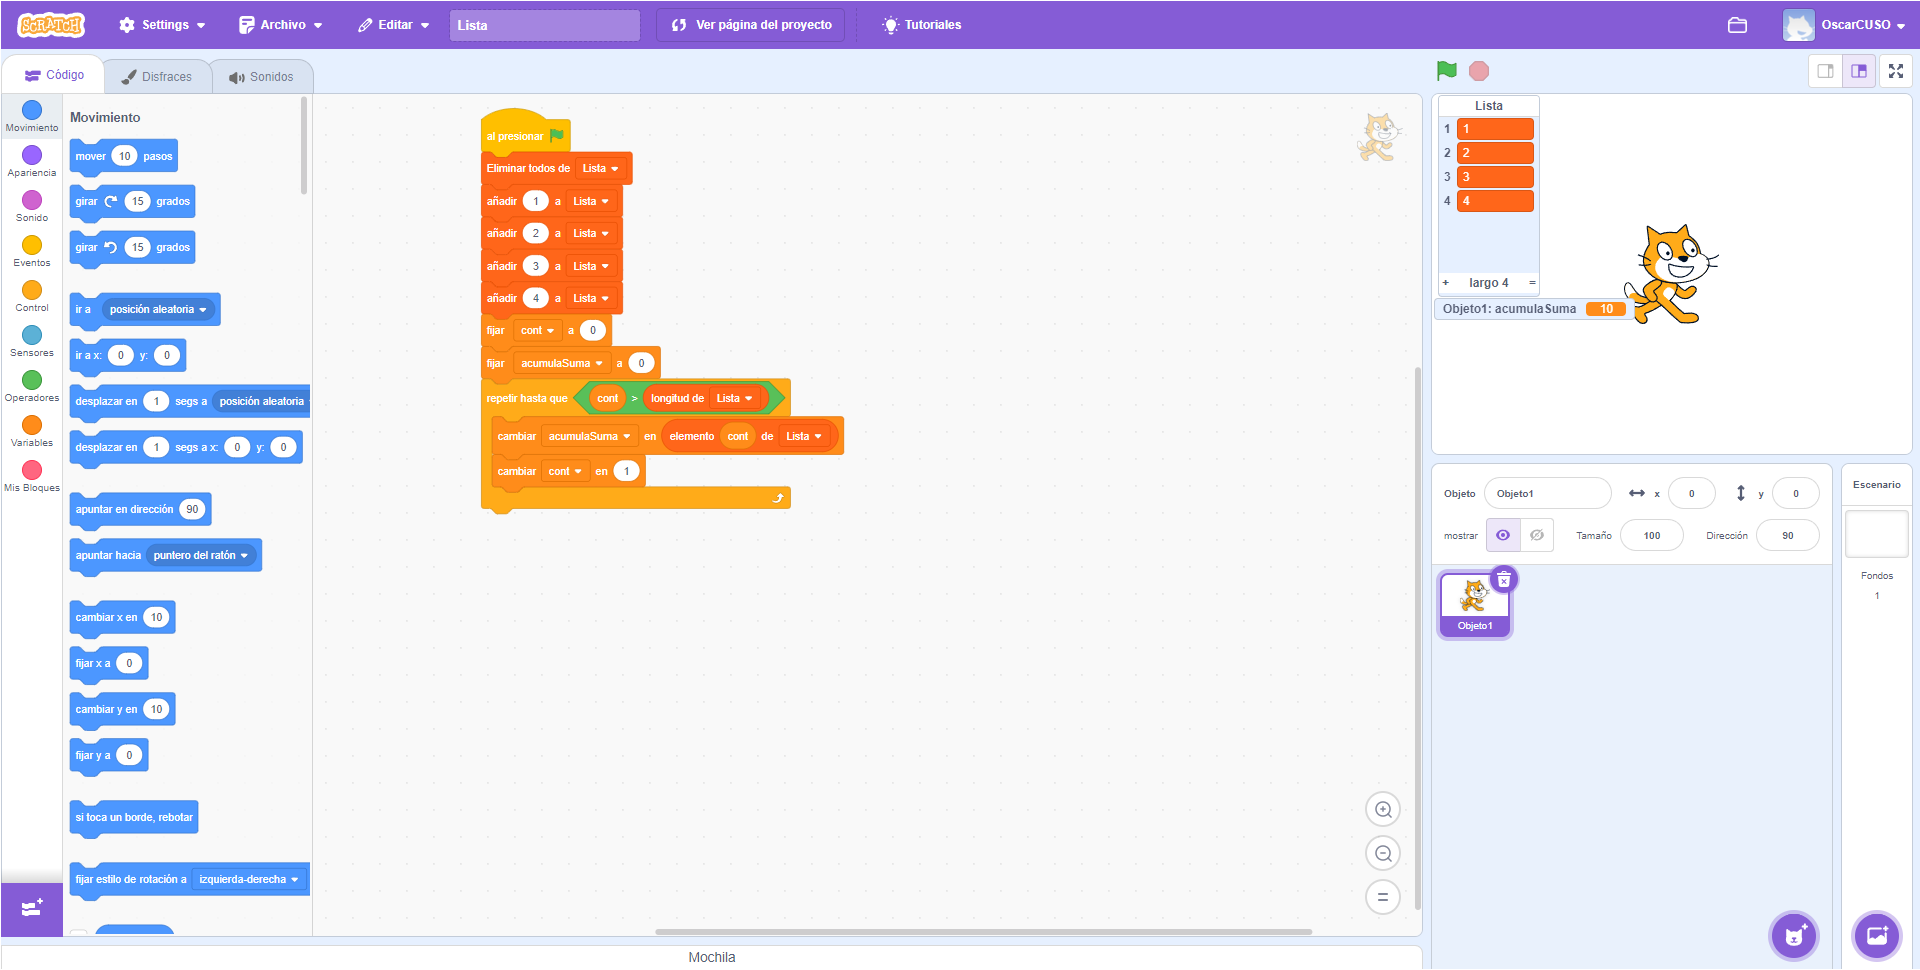 SCRATCH
Settings
Archivo
Editar
Lista
Ver página del proyecto
Tutoriales
OscarCUSO
Código
Disfraces
Sonidos
Movimiento
Apariencia
Sonido
Eventos
Control
Sensores
Operadores
Variables
Mis Bloques
Movimiento
mover 10 pasos
girar 15 grados
girar 15 grados
ir a posición aleatoria
ir a x: 0 y: 0
desplazar en 1 segs a posición aleatoria
desplazar en 1 segs a x: 0 y: 0
apuntar en dirección 90
apuntar hacia puntero del ratón
cambiar x en 10
fijar x a 0
cambiar y en 10
fijar y a 0
si toca un borde, rebotar
fijar estilo de rotación a izquierda-derecha
al presionar
Eliminar todos de Lista
añadir 1 a Lista
añadir 2 a Lista
añadir 3 a Lista
añadir 4 a Lista
fijar cont a 0
fijar acumulaSuma a 0
repetir hasta que cont > longitud de Lista
cambiar acumulaSuma en elemento cont de Lista
cambiar cont en 1
Lista
1 1
2 2
3 3
4 4
+ largo 4 =
Objeto1: acumulaSuma 10
Objeto Objeto1 x 0 y 0
mostrar Tamaño 100 Dirección 90
Objeto1
Escenario
Fondos
1
Mochila